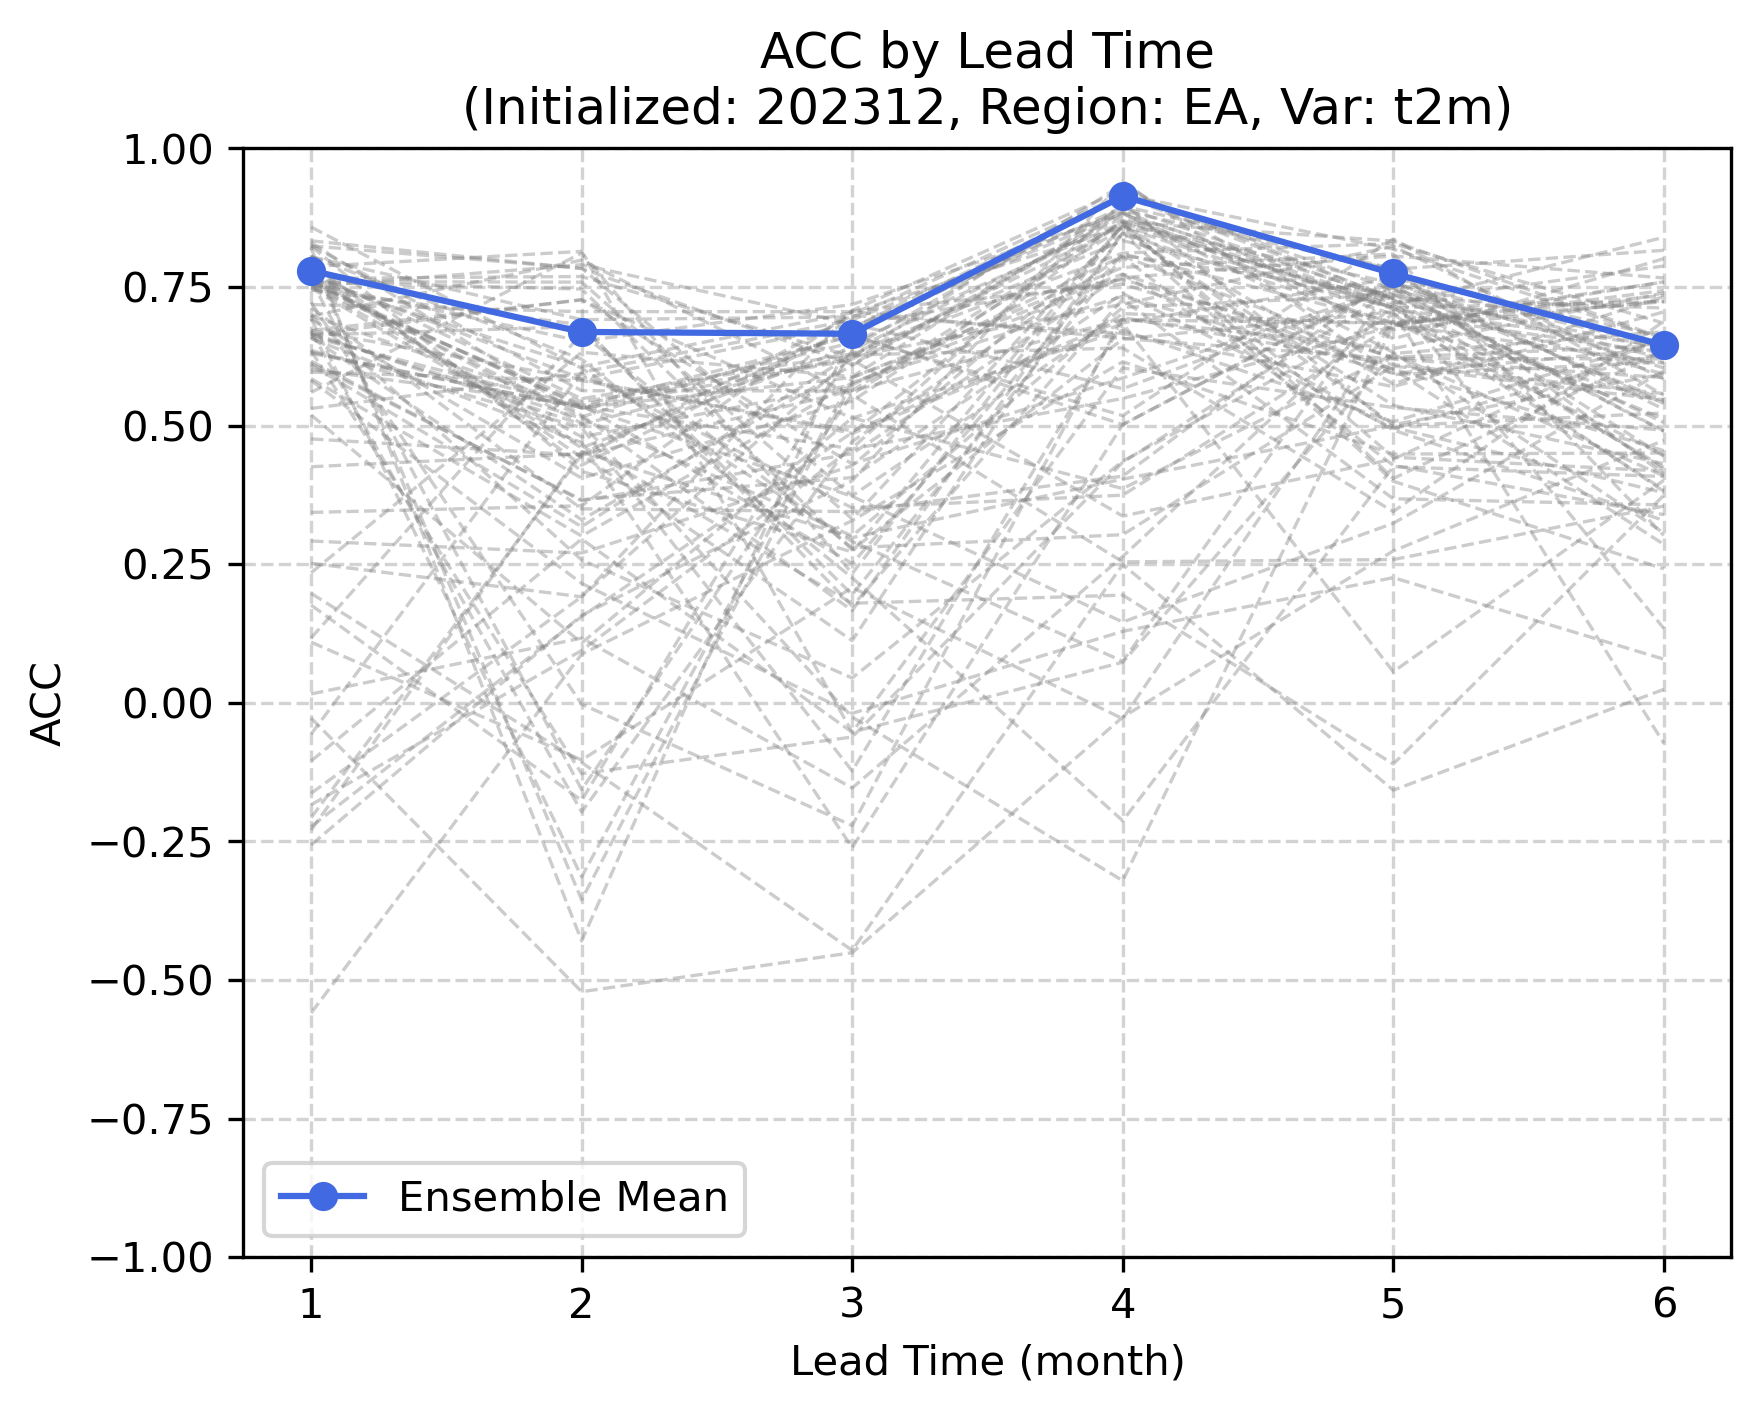 ACC by Lead Time
(Initialized: 202312, Region: EA, Var: t2m)
1.00
0.75
0.50
0.25
0.00
−0.25
−0.50
−0.75
−1.00
ACC
Ensemble Mean
1 2 3 4 5 6
Lead Time (month)